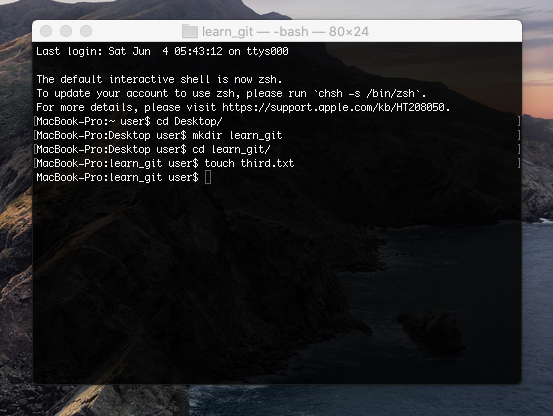 learn_git — -bash — 80×24
Last login: Sat Jun  4 05:43:12 on ttys000
The default interactive shell is now zsh.
To update your account to use zsh, please run `chsh -s /bin/zsh`.
For more details, please visit https://support.apple.com/kb/HT208050.
[MacBook-Pro:~ user$ cd Desktop/ ]
[MacBook-Pro:Desktop user$ mkdir learn_git ]
[MacBook-Pro:Desktop user$ cd learn_git/ ]
[MacBook-Pro:learn_git user$ touch third.txt ]
MacBook-Pro:learn_git user$